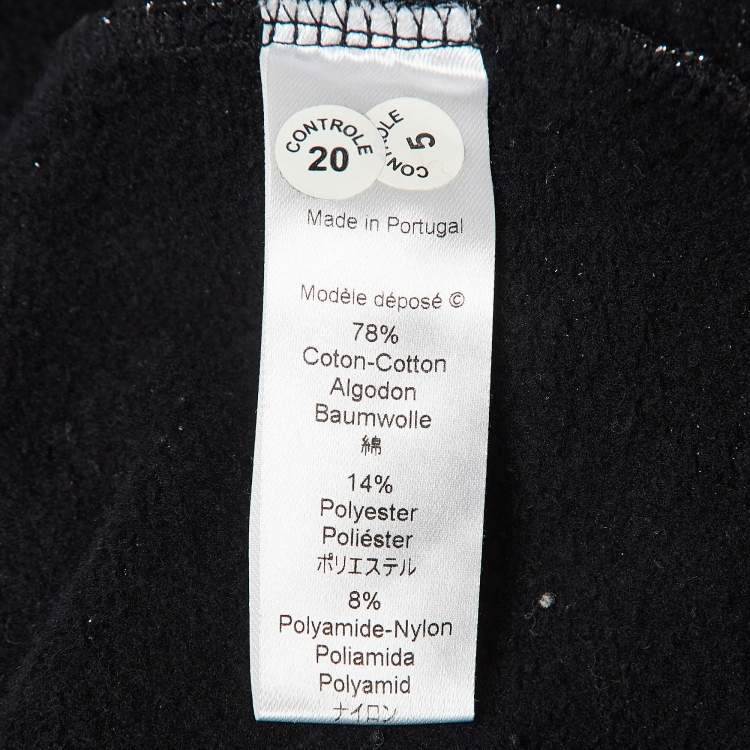 CONTROLE
20
CONTROLE
5
Made in Portugal
Modèle déposé ©
78%
Coton-Cotton
Algodon
Baumwolle
綿
14%
Polyester
Poliéster
ポリエステル
8%
Polyamide-Nylon
Poliamida
Polyamid
ナイロン